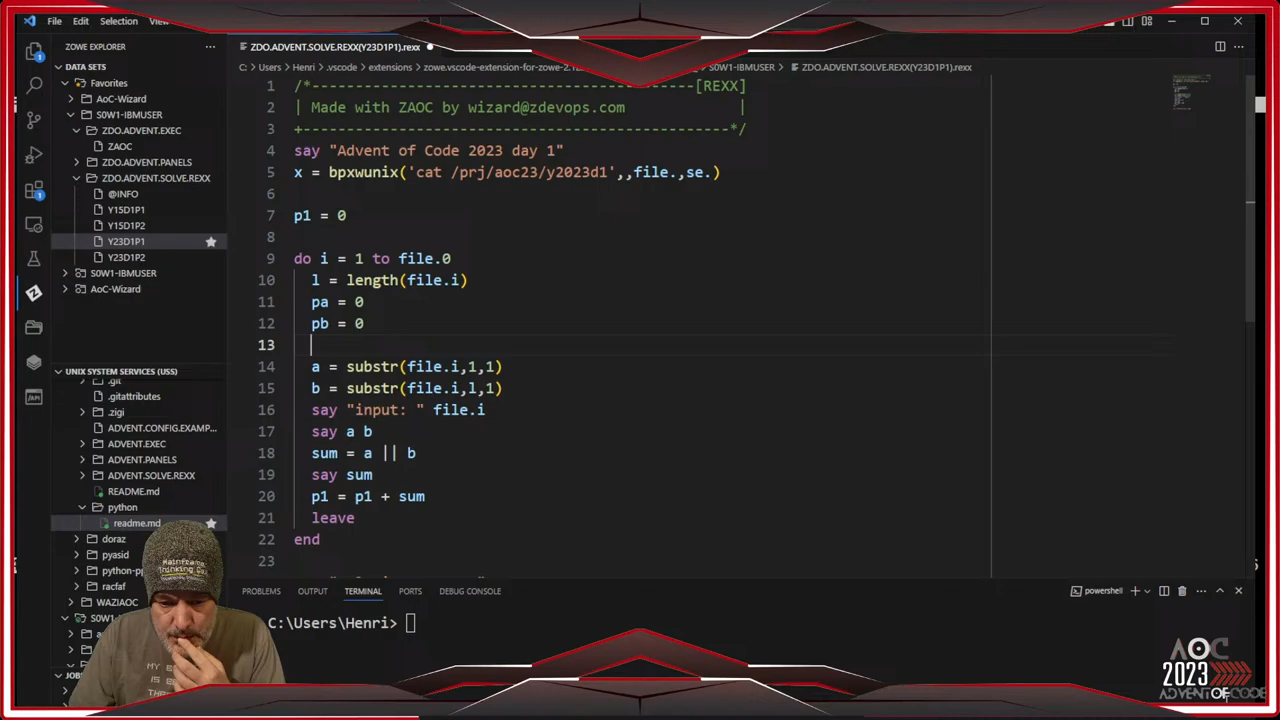 File Edit Selection
ZOWE EXPLORER
DATA SETS
Favorites
AoC-Wizard
S0W1-IBMUSER
ZDO.ADVENT.EXEC
ZAOC
ZDO.ADVENT.PANELS
ZDO.ADVENT.SOLVE.REXX
@INFO
Y15D1P1
Y15D1P2
Y23D1P1
Y23D1P2
S0W1-IBMUSER
AoC-Wizard
UNIX SYSTEM SERVICES (USS)
.git
.gitattributes
.zigi
ADVENT.CONFIG.EXAMP...
ADVENT.EXEC
ADVENT.PANELS
ADVENT.SOLVE.REXX
README.md
python
readme.md
doraz
pyasid
racfaf
WAZIAOC
ZDO.ADVENT.SOLVE.REXX(Y23D1P1).rexx
C: > Users > Henri > .vscode > extensions > S0W1-IBMUSER > ZDO.ADVENT.SOLVE.REXX(Y23D1P1).rexx
1 /*--------------------------------------------[REXX]
2 | Made with ZAOC by wizard@zdevops.com |
3 +-------------------------------------------------*/
4 say "Advent of Code 2023 day 1"
5 x = bpxwunix('cat /prj/aoc23/y2023d1',,file.,se.)
6
7 p1 = 0
8
9 do i = 1 to file.0
10 l = length(file.i)
11 pa = 0
12 pb = 0
13
14 a = substr(file.i,1,1)
15 b = substr(file.i,l,1)
16 say "input: " file.i
17 say a b
18 sum = a || b
19 say sum
20 p1 = p1 + sum
21 leave
22 end
23
PROBLEMS OUTPUT TERMINAL PORTS DEBUG CONSOLE
powershell
C:\Users\Henri>
AOC
2023
ADVENT OF CODE